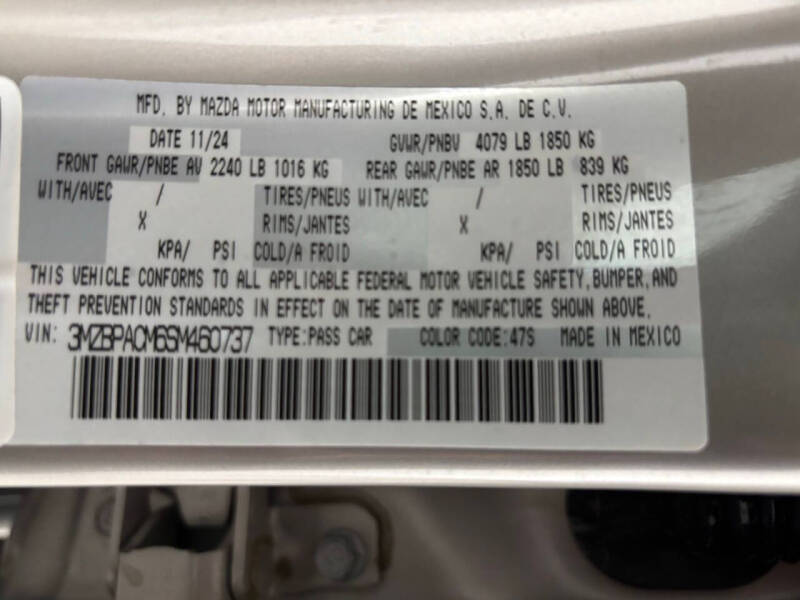 MFD. BY MAZDA MOTOR MANUFACTURING DE MEXICO S.A. DE C.V.
DATE 11/24 GVWR/PNBV 4079 LB 1850 KG
FRONT GAWR/PNBE AV 2240 LB 1016 KG REAR GAWR/PNBE AR 1850 LB 839 KG
WITH/AVEC / TIRES/PNEUS WITH/AVEC / TIRES/PNEUS
X RIMS/JANTES X RIMS/JANTES
KPA/ PSI COLD/A FROID KPA/ PSI COLD/A FROID
THIS VEHICLE CONFORMS TO ALL APPLICABLE FEDERAL MOTOR VEHICLE SAFETY, BUMPER, AND
THEFT PREVENTION STANDARDS IN EFFECT ON THE DATE OF MANUFACTURE SHOWN ABOVE.
VIN: 3MZBPACM6SM460737 TYPE:PASS CAR COLOR CODE:47S MADE IN MEXICO